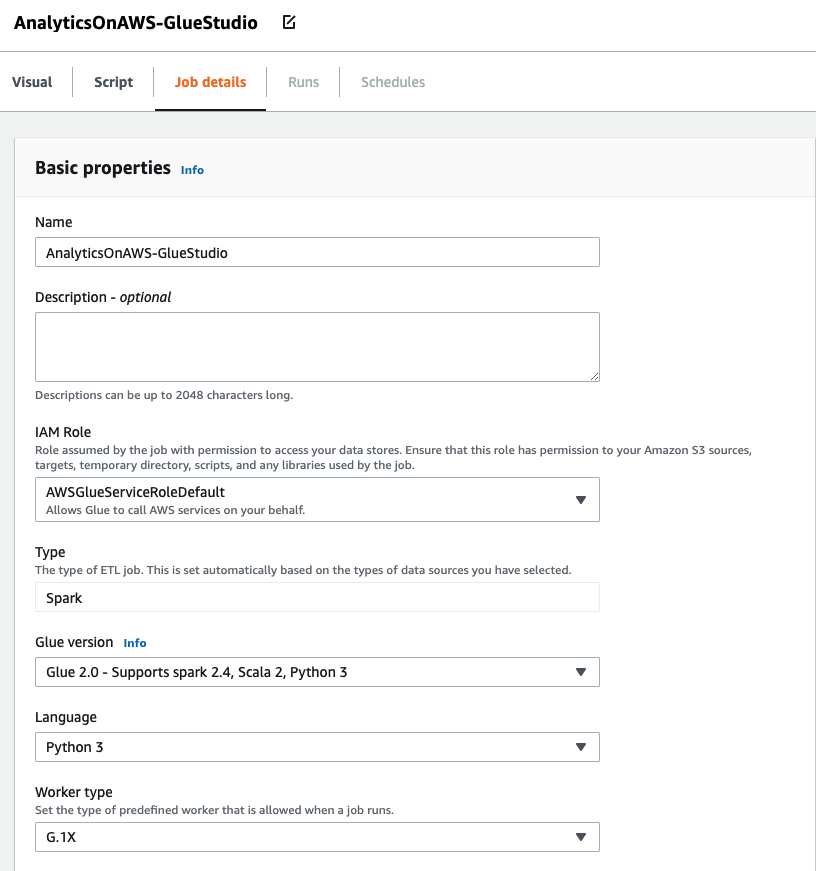 AnalyticsOnAWS-GlueStudio
Visual Script Job details Runs Schedules
Basic properties Info
Name
AnalyticsOnAWS-GlueStudio
Description - optional
Descriptions can be up to 2048 characters long.
IAM Role
Role assumed by the job with permission to access your data stores. Ensure that this role has permission to your Amazon S3 sources,
targets, temporary directory, scripts, and any libraries used by the job.
AWSGlueServiceRoleDefault
Allows Glue to call AWS services on your behalf.
Type
The type of ETL job. This is set automatically based on the types of data sources you have selected.
Spark
Glue version Info
Glue 2.0 - Supports spark 2.4, Scala 2, Python 3
Language
Python 3
Worker type
Set the type of predefined worker that is allowed when a job runs.
G.1X